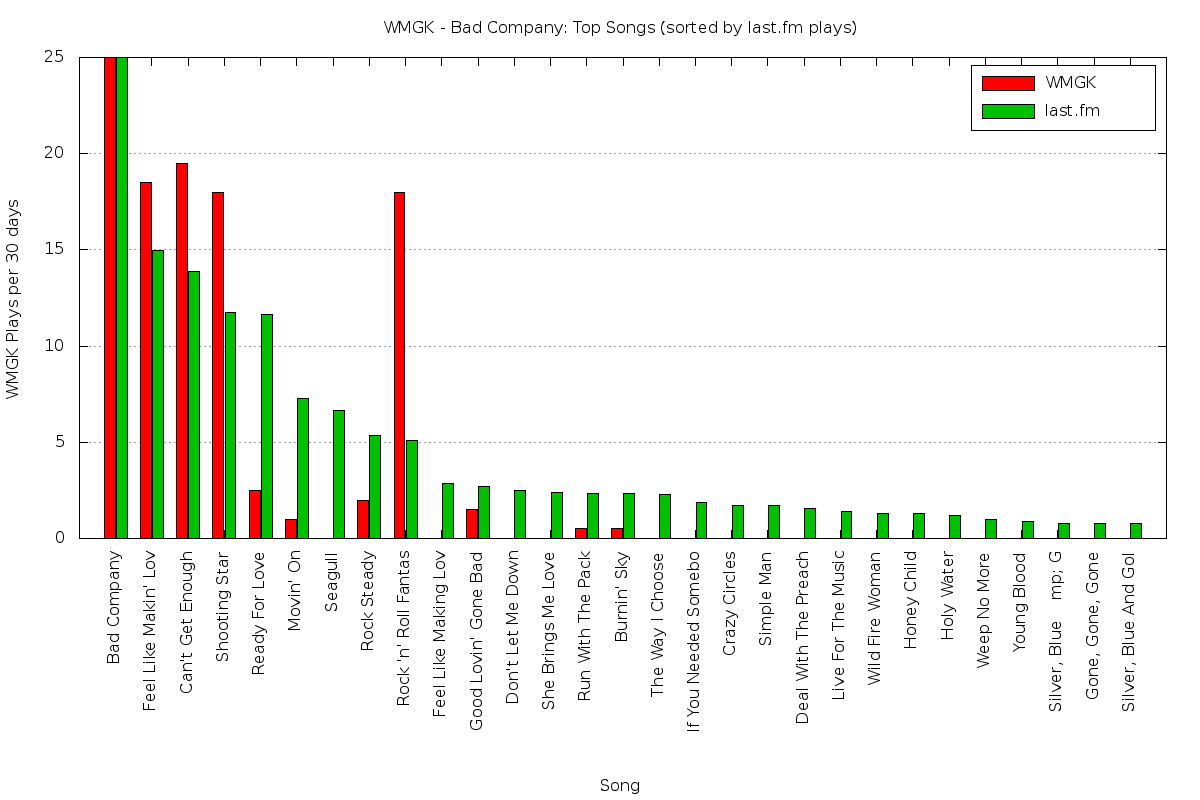 WMGK - Bad Company: Top Songs (sorted by last.fm plays)
WMGK
last.fm
WMGK Plays per 30 days
25
20
15
10
5
0
Bad Company
Feel Like Makin' Lov
Can't Get Enough
Shooting Star
Ready For Love
Movin' On
Seagull
Rock Steady
Rock 'n' Roll Fantas
Feel Like Making Lov
Good Lovin' Gone Bad
Don't Let Me Down
She Brings Me Love
Run With The Pack
Burnin' Sky
The Way I Choose
If You Needed Somebo
Crazy Circles
Simple Man
Deal With The Preach
Live For The Music
Wild Fire Woman
Honey Child
Holy Water
Weep No More
Young Blood
Silver, Blue   mp; G
Gone, Gone, Gone
Silver, Blue And Gol
Song